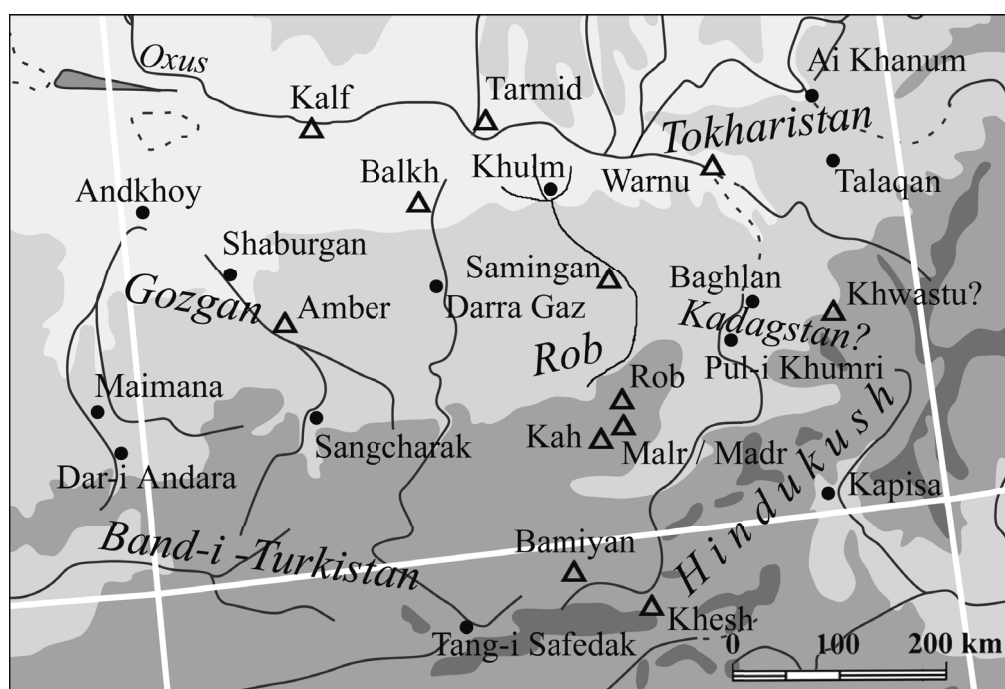 Oxus
Ai Khanum
Kalf
Tarmid
Tokharistan
Balkh
Khulm
Warnu
Talaqan
Andkhoy
Shaburgan
Samingan
Baghlan
Khwastu?
Gozgan
Amber
Darra Gaz
Kadagstan?
Rob
Pul-i Khumri
Rob
Maimana
Sangcharak
Kah
Malr / Madr
Dar-i Andara
Hindukush
Kapisa
Band-i -Turkistan
Bamiyan
Khesh
Tang-i Safedak
0 100 200 km